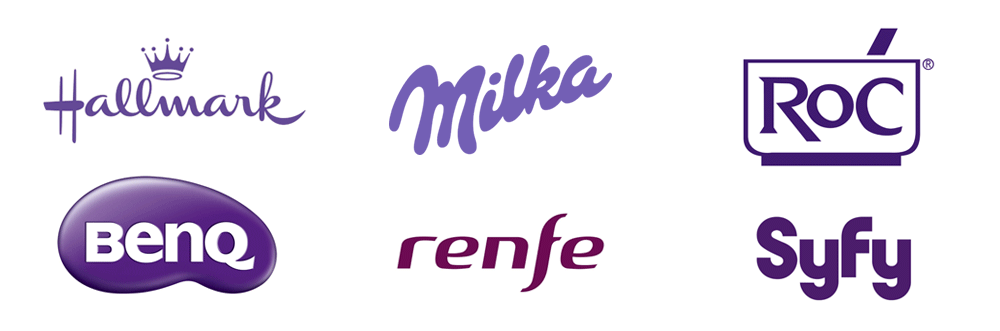 Hallmark
Milka
RoC®
BenQ
renfe
Syfy